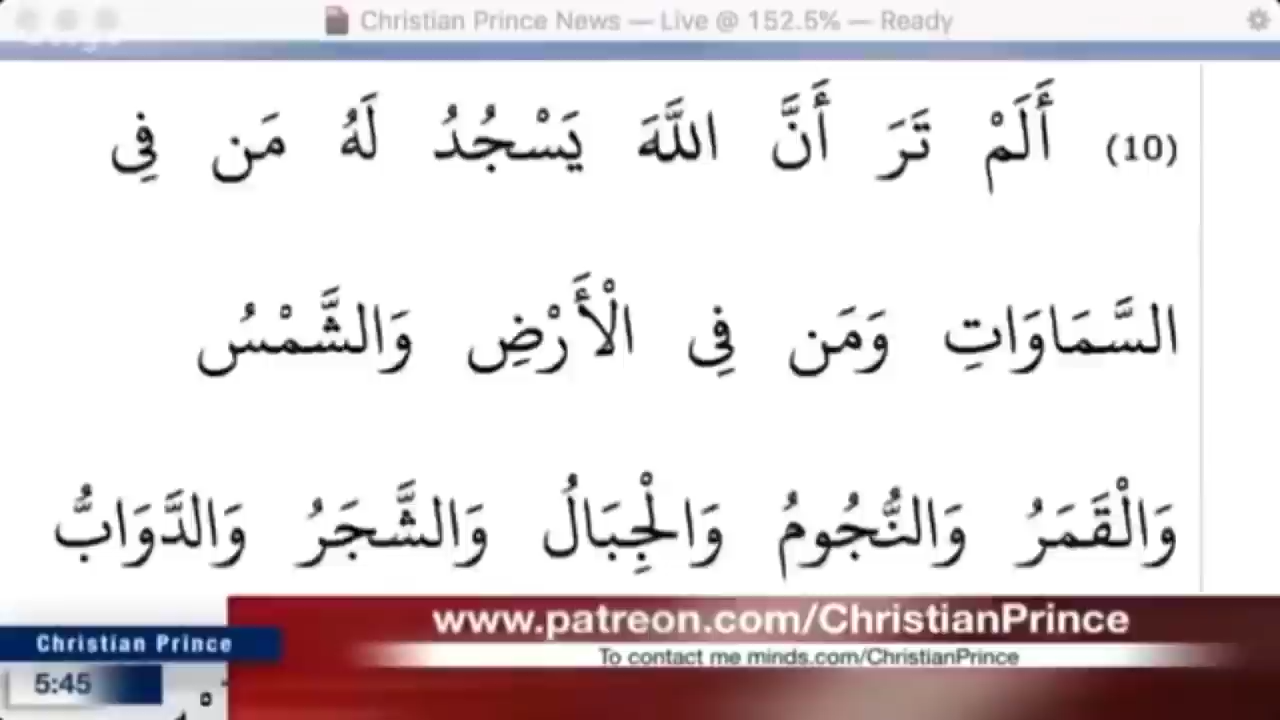 Christian Prince News — Live @ 152.5% — Ready
(10) أَلَمْ تَرَ أَنَّ اللَّهَ يَسْجُدُ لَهُ مَن فِى
السَّمَاوَاتِ وَمَن فِى الْأَرْضِ وَالشَّمْسُ
وَالْقَمَرُ وَالنُّجُومُ وَالْجِبَالُ وَالشَّجَرُ وَالدَّوَابُّ
www.patreon.com/ChristianPrince
Christian Prince
To contact me minds.com/ChristianPrince
5:45